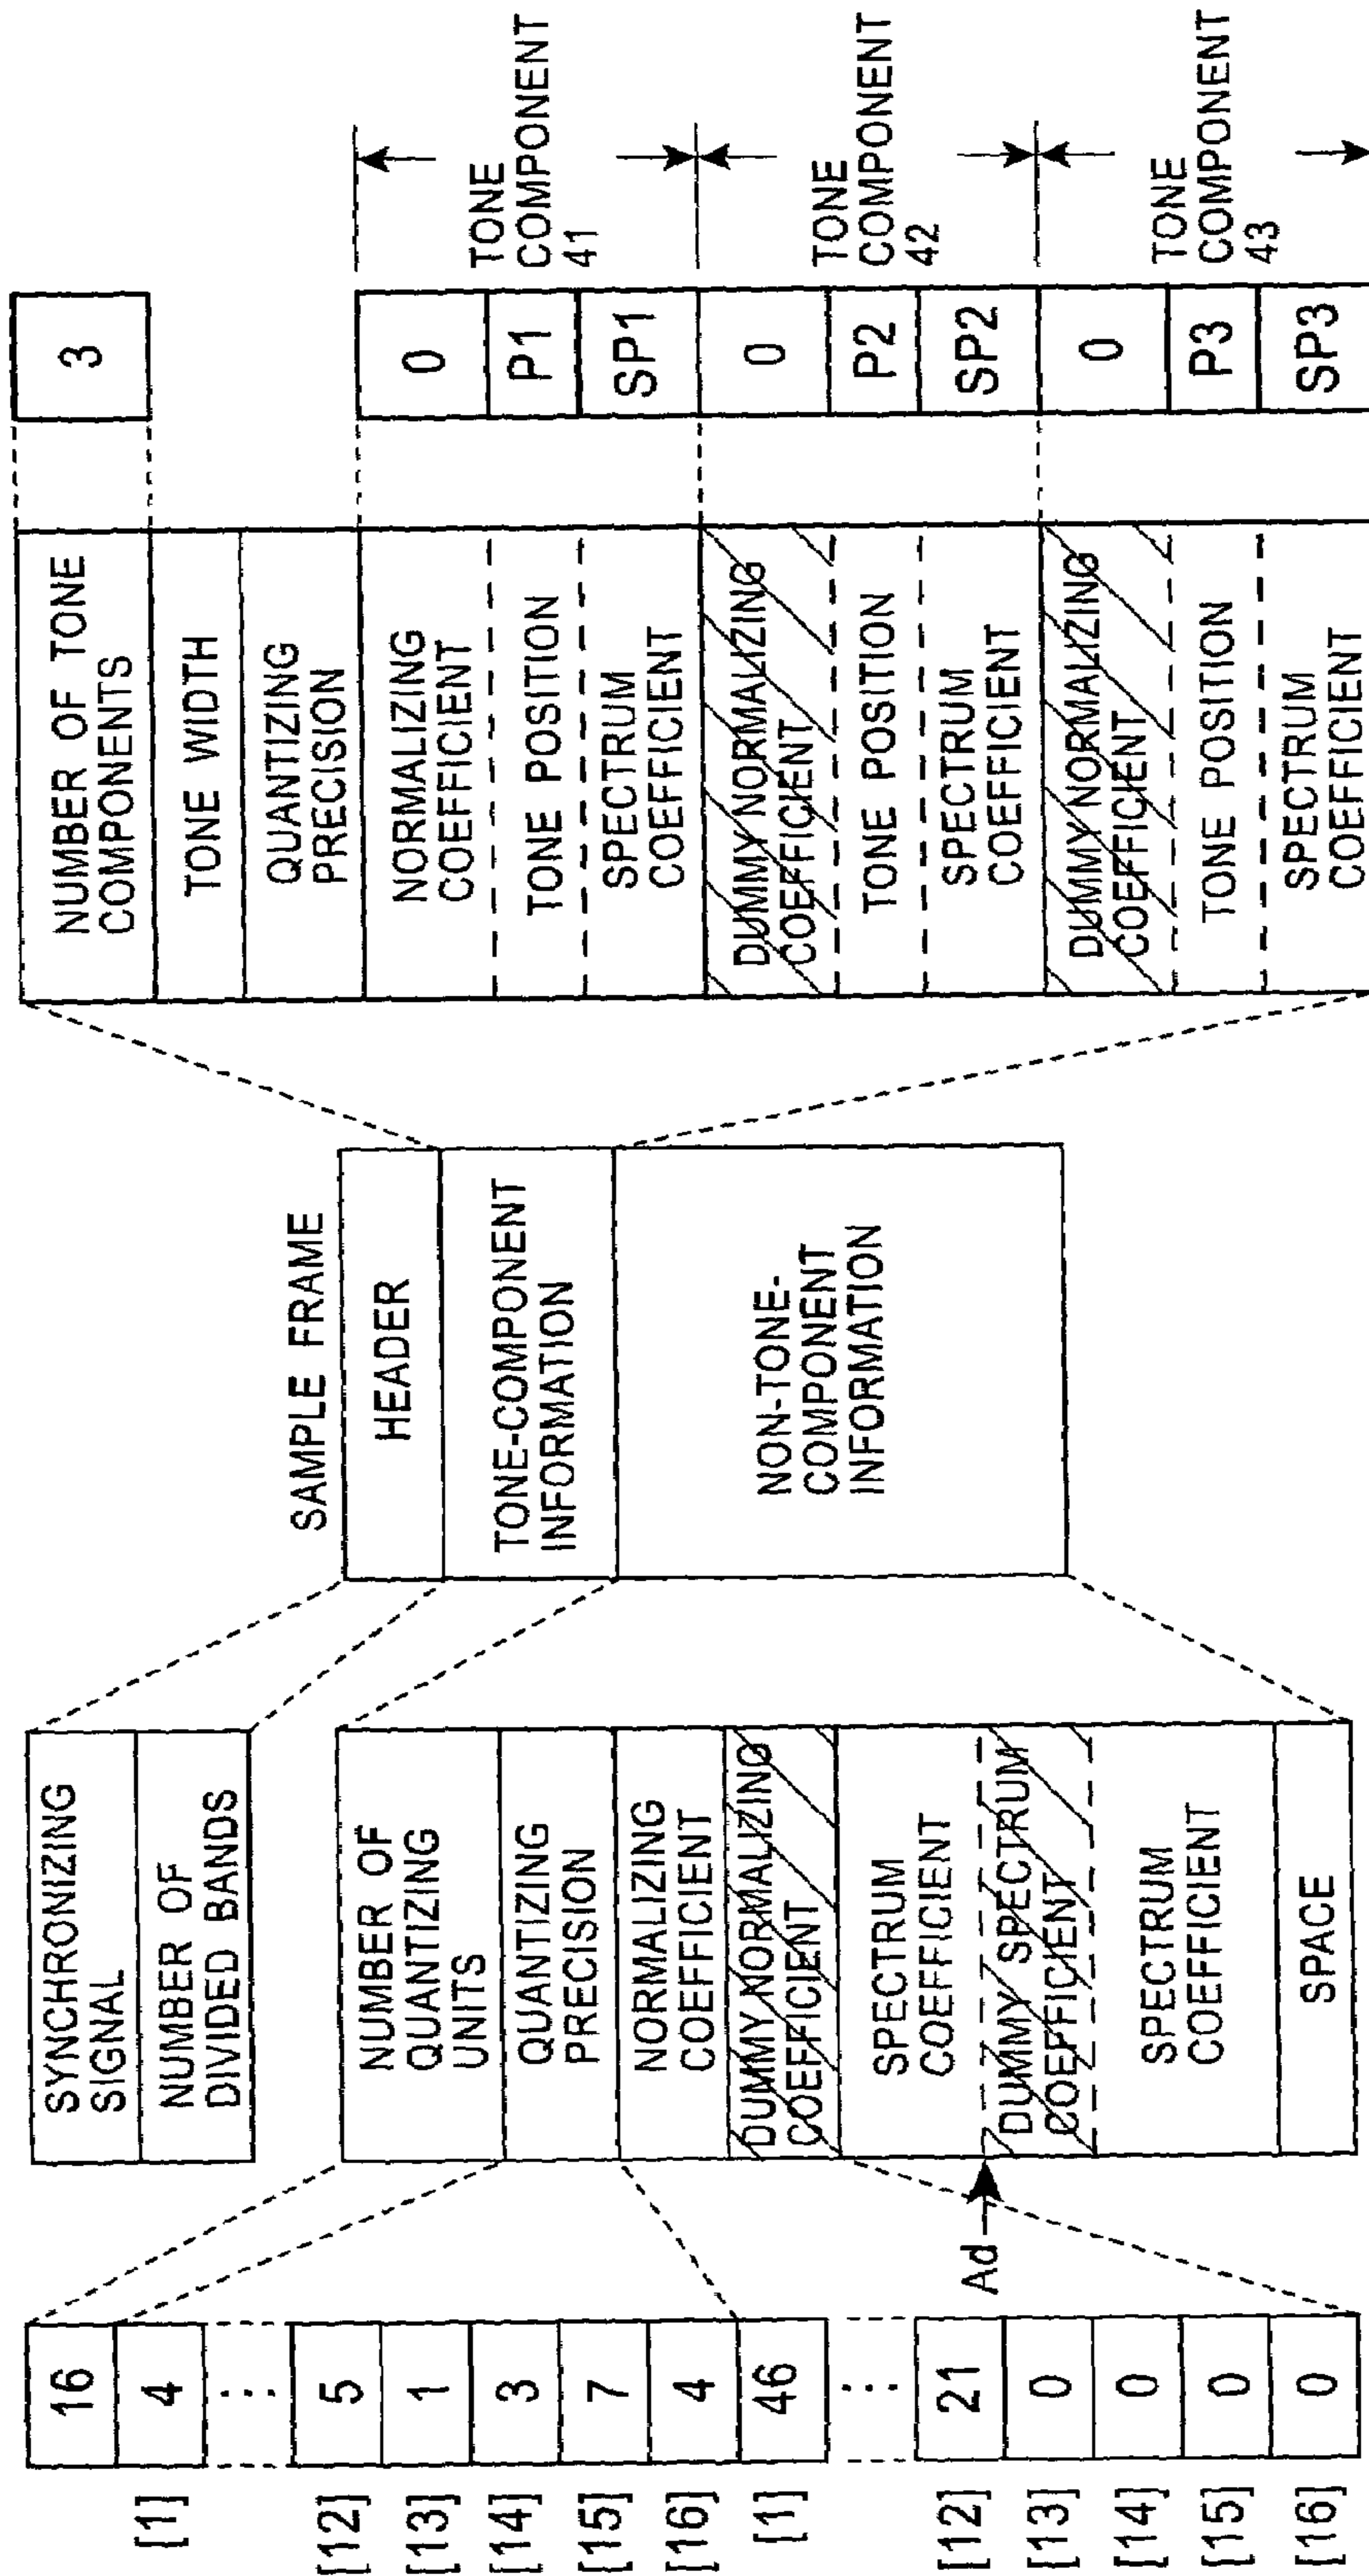 [1]
[12]
[13]
[14]
[15]
[16]
[1]
[12]
[13]
[14]
[15]
[16]
16
4
5
1
3
7
4
46
21
0
0
0
0
Ad
SYNCHRONIZING
SIGNAL
NUMBER OF
DIVIDED BANDS
NUMBER OF
QUANTIZING
UNITS
QUANTIZING
PRECISION
NORMALIZING
COEFFICIENT
DUMMY NORMALIZING
COEFFICIENT
SPECTRUM
COEFFICIENT
DUMMY SPECTRUM
COEFFICIENT
SPECTRUM
COEFFICIENT
SPACE
SAMPLE FRAME
HEADER
TONE-COMPONENT
INFORMATION
NON-TONE-
COMPONENT
INFORMATION
NUMBER OF TONE
COMPONENTS
TONE WIDTH
QUANTIZING
PRECISION
NORMALIZING
COEFFICIENT
TONE POSITION
SPECTRUM
COEFFICIENT
DUMMY NORMALIZING
COEFFICIENT
TONE POSITION
SPECTRUM
COEFFICIENT
DUMMY NORMALIZING
COEFFICIENT
TONE POSITION
SPECTRUM
COEFFICIENT
3
0
P1
SP1
0
P2
SP2
0
P3
SP3
TONE
COMPONENT
41
TONE
COMPONENT
42
TONE
COMPONENT
43